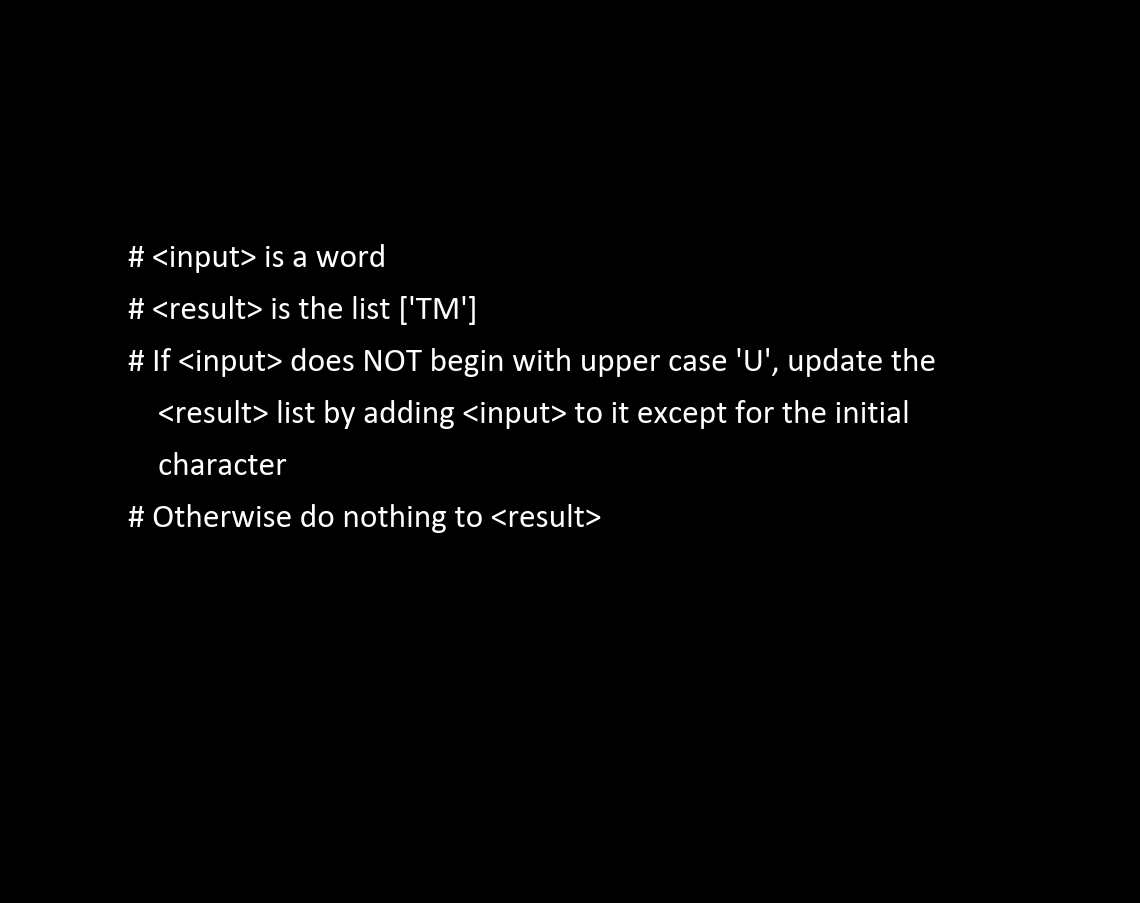 # <input> is a word
# <result> is the list ['TM']
# If <input> does NOT begin with upper case 'U', update the
<result> list by adding <input> to it except for the initial
character
# Otherwise do nothing to <result>